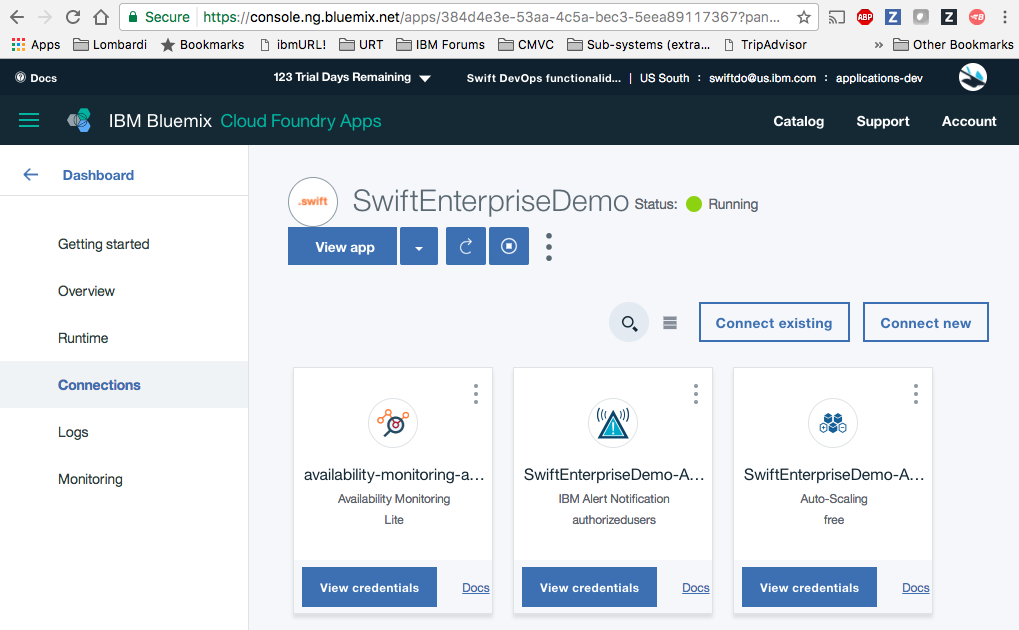 Secure https://console.ng.bluemix.net/apps/384d4e3e-53aa-4c5a-bec3-5eea89117367?pan...
ABP Z Z
Apps Lombardi Bookmarks ibmURL! URT IBM Forums CMVC Sub-systems (extra... TripAdvisor » Other Bookmarks
Docs 123 Trial Days Remaining Swift DevOps functionalid... | US South : swiftdo@us.ibm.com : applications-dev
IBM Bluemix Cloud Foundry Apps Catalog Support Account
Dashboard
Getting started
Overview
Runtime
Connections
Logs
Monitoring
.swift SwiftEnterpriseDemo Status: Running
View app
Connect existing Connect new
availability-monitoring-a...
Availability Monitoring
Lite
View credentials Docs
SwiftEnterpriseDemo-A...
IBM Alert Notification
authorizedusers
View credentials Docs
SwiftEnterpriseDemo-A...
Auto-Scaling
free
View credentials Docs